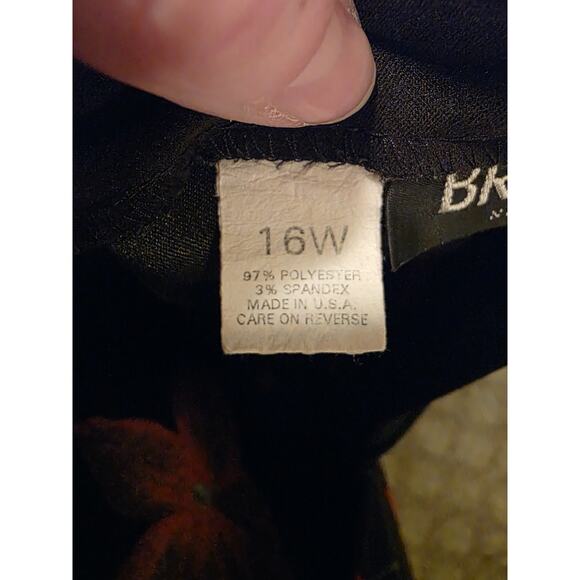 16W
97% POLYESTER
3% SPANDEX
MADE IN U.S.A.
CARE ON REVERSE